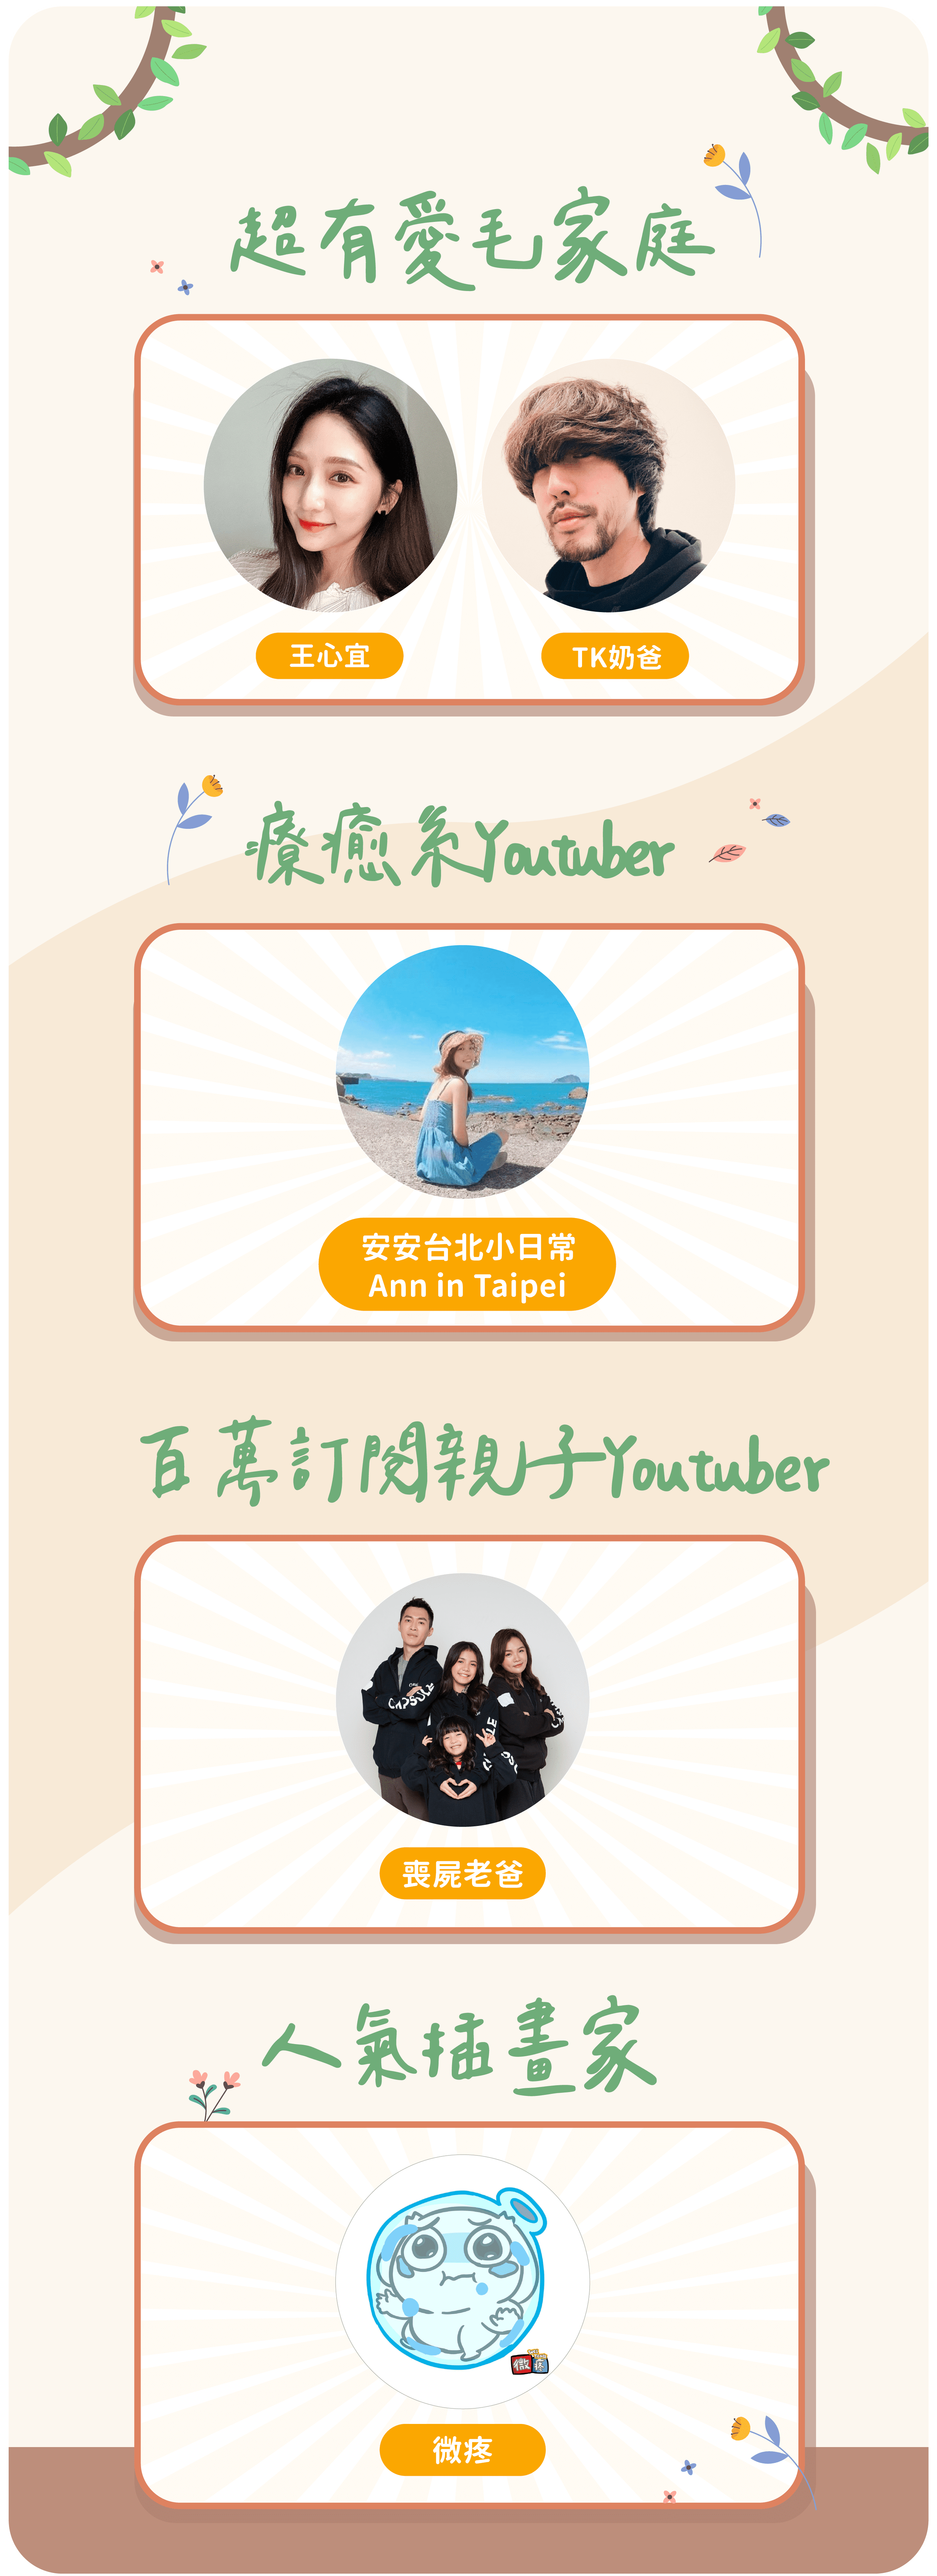 超有愛毛家庭
王心宜
TK奶爸
療癒系Youtuber
安安台北小日常
Ann in Taipei
百萬訂閱親子Youtuber
喪屍老爸
人氣插畫家
微疼
微疼